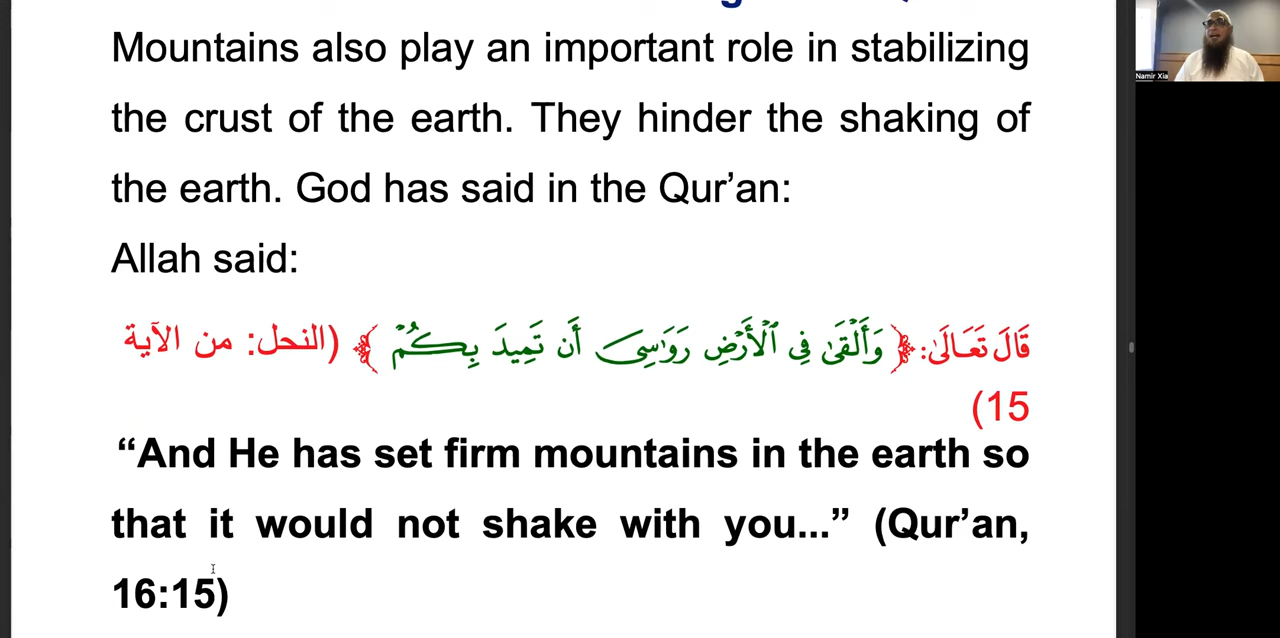 Mountains also play an important role in stabilizing
the crust of the earth. They hinder the shaking of
the earth. God has said in the Qur’an:
Allah said:
قَالَ تَعَالَىٰ: ﴿ وَأَلۡقَىٰ فِي ٱلۡأَرۡضِ رَوَٰسِيَ أَن تَمِيدَ بِكُمۡ ﴾ (النحل: من الآية
15)
“And He has set firm mountains in the earth so
that it would not shake with you...” (Qur’an,
16:15)
Namir Xia